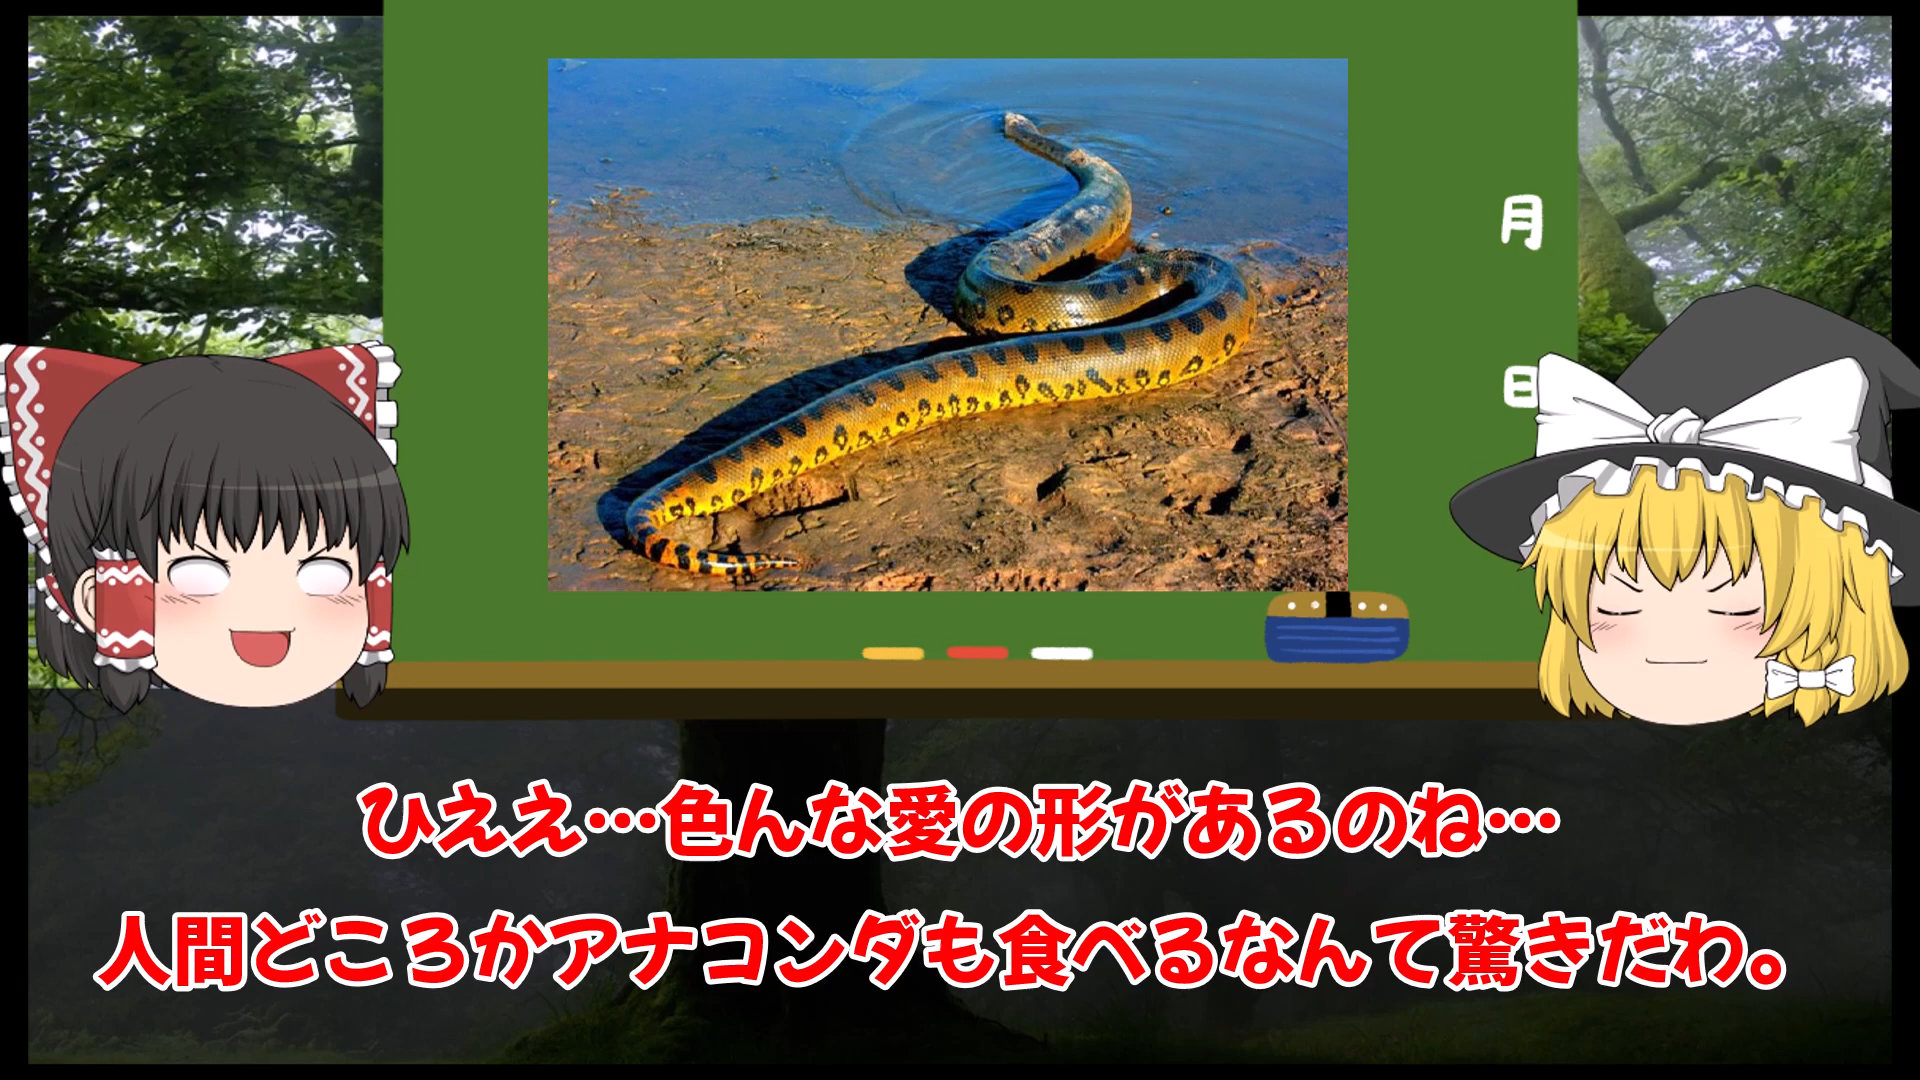 月
日
ひええ…色んな愛の形があるのね…
人間どころかアナコンダも食べるなんて驚きだわ。